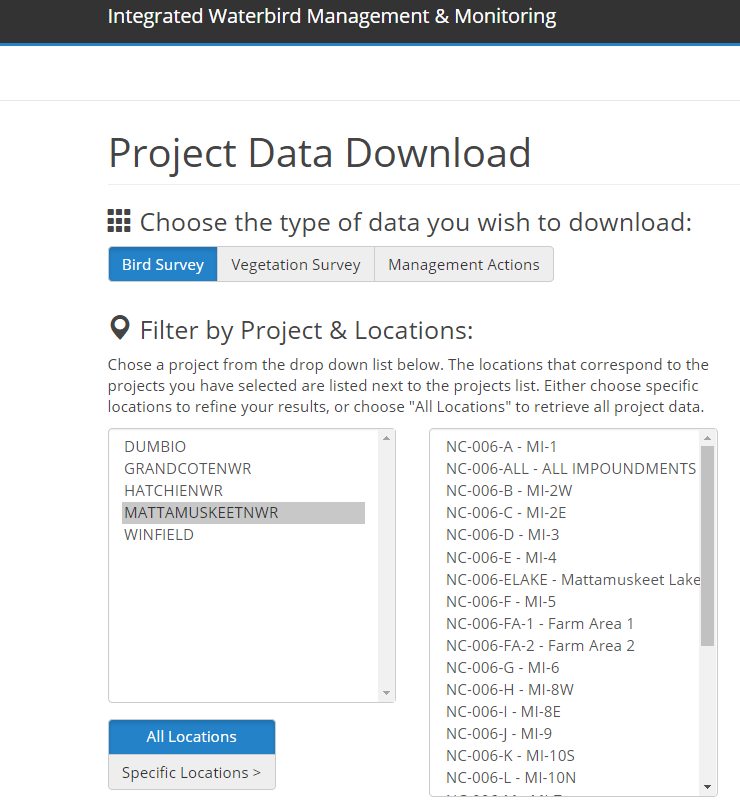 Integrated Waterbird Management & Monitoring
Project Data Download
Choose the type of data you wish to download:
Bird Survey Vegetation Survey Management Actions
Filter by Project & Locations:
Chose a project from the drop down list below. The locations that correspond to the
projects you have selected are listed next to the projects list. Either choose specific
locations to refine your results, or choose "All Locations" to retrieve all project data.
DUMBIO
GRANDCOTENWR
HATCHIENWR
MATTAMUSKEETNWR
WINFIELD
All Locations
Specific Locations >
NC-006-A - MI-1
NC-006-ALL - ALL IMPOUNDMENTS
NC-006-B - MI-2W
NC-006-C - MI-2E
NC-006-D - MI-3
NC-006-E - MI-4
NC-006-ELAKE - Mattamuskeet Lake
NC-006-F - MI-5
NC-006-FA-1 - Farm Area 1
NC-006-FA-2 - Farm Area 2
NC-006-G - MI-6
NC-006-H - MI-8W
NC-006-I - MI-8E
NC-006-J - MI-9
NC-006-K - MI-10S
NC-006-L - MI-10N